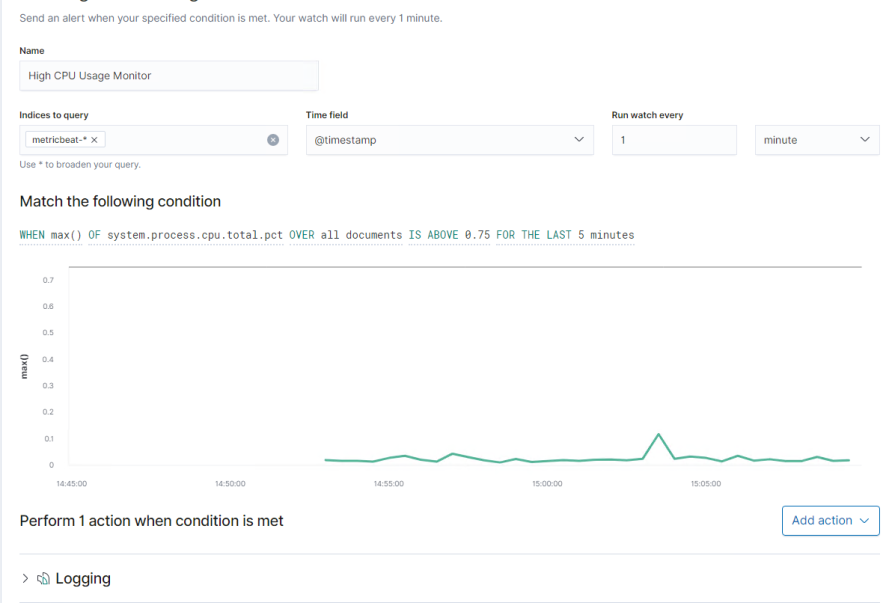 Send an alert when your specified condition is met. Your watch will run every 1 minute.
Name
High CPU Usage Monitor
Indices to query
Time field
Run watch every
metricbeat-* ×
@timestamp
1
minute
Use * to broaden your query.
Match the following condition
WHEN max() OF system.process.cpu.total.pct OVER all documents IS ABOVE 0.75 FOR THE LAST 5 minutes
0.7
0.6
0.5
0.4
0.3
0.2
0.1
0
max()
14:45:00
14:50:00
14:55:00
15:00:00
15:05:00
Perform 1 action when condition is met
Add action
Logging